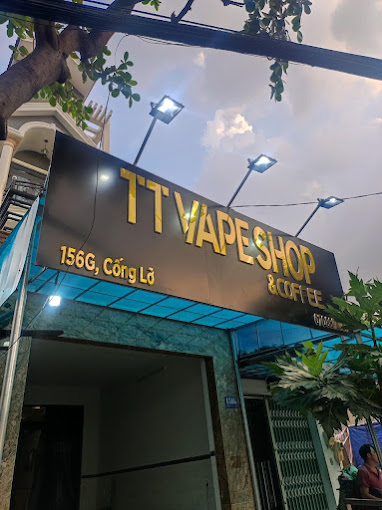 TT VAPE SHOP
& COFFEE
156G, Cống Lở